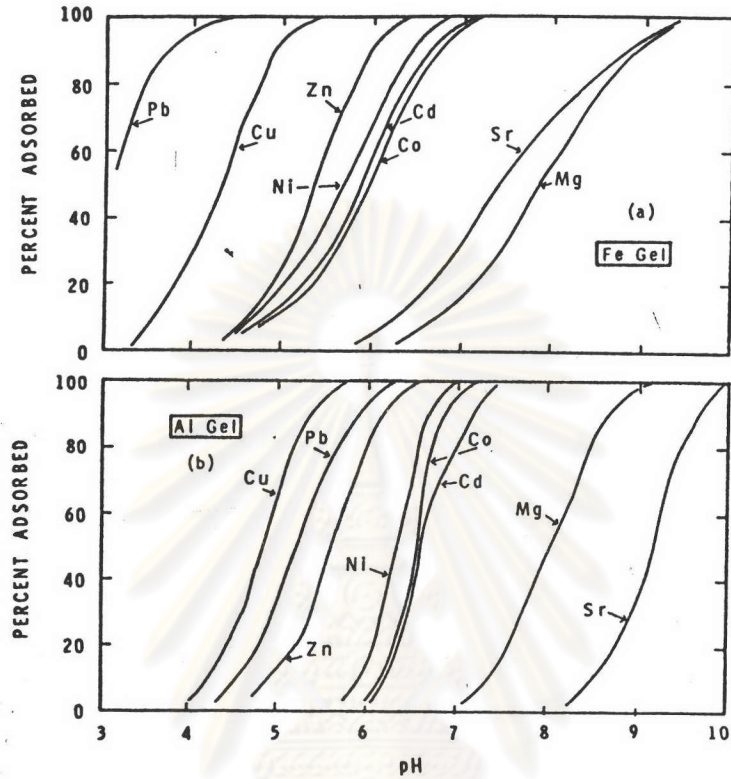 PERCENT ADSORBED
100
80
60
40
20
0
Pb
Cu
Zn
Ni
Cd
Co
Sr
Mg
(a)
Fe Gel
PERCENT ADSORBED
100
80
60
40
20
0
Al Gel
(b)
Cu
Pb
Zn
Ni
Co
Cd
Mg
Sr
3 4 5 6 7 8 9 10
pH